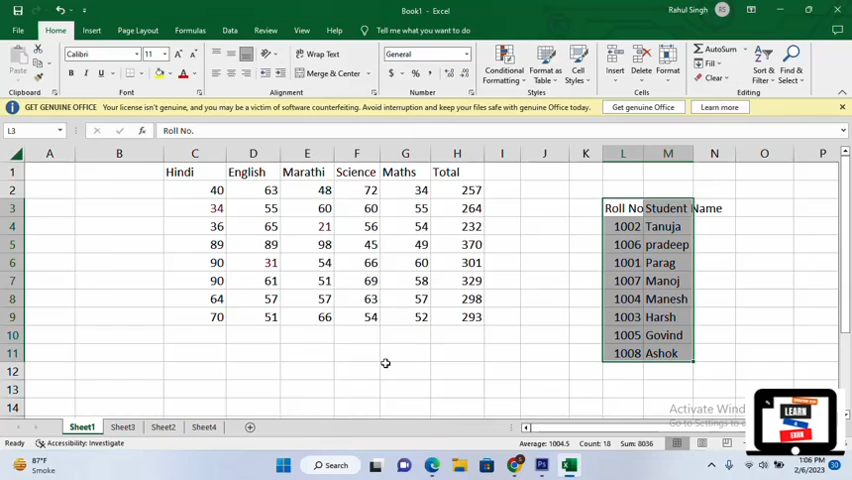 Book1 - Excel
Rahul Singh RS
File Home Insert Page Layout Formulas Data Review View Help Tell me what you want to do
Calibri 11 General AutoSum
Wrap Text Fill
Paste Merge & Center Conditional Formatting Format as Table Cell Styles Insert Delete Format Clear Sort & Filter Find & Select
Clipboard Font Alignment Number Styles Cells Editing
GET GENUINE OFFICE Your license isn't genuine, and you may be a victim of software counterfeiting. Avoid interruption and keep your files safe with genuine Office today. Get genuine Office Learn more
L3 fx Roll No.
A B C D E F G H I J K L M N O P
1 Hindi English Marathi Science Maths Total
2 40 63 48 72 34 257
3 34 55 60 60 55 264 Roll No Student Name
4 36 65 21 56 54 232 1002 Tanuja
5 89 89 98 45 49 370 1006 pradeep
6 90 31 54 66 60 301 1001 Parag
7 90 61 51 69 58 329 1007 Manoj
8 64 57 57 63 57 298 1004 Manesh
9 70 51 66 54 52 293 1003 Harsh
10 1005 Govind
11 1008 Ashok
12
13
14
Activate Wind
Go to Settings to
LEARN
&
EARN
Sheet1 Sheet3 Sheet2 Sheet4
Ready Accessibility: Investigate Average: 1004.5 Count: 18 Sum: 8036
87°F
Smoke
Search
1:06 PM
2/6/2023
30